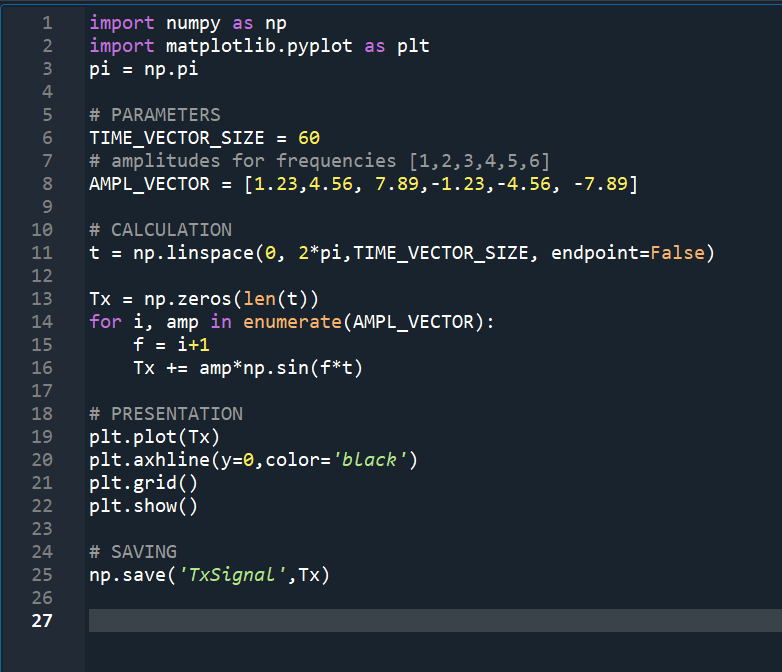 1 import numpy as np
2 import matplotlib.pyplot as plt
3 pi = np.pi
4
5 # PARAMETERS
6 TIME_VECTOR_SIZE = 60
7 # amplitudes for frequencies [1,2,3,4,5,6]
8 AMPL_VECTOR = [1.23,4.56, 7.89,-1.23,-4.56, -7.89]
9
10 # CALCULATION
11 t = np.linspace(0, 2*pi,TIME_VECTOR_SIZE, endpoint=False)
12
13 Tx = np.zeros(len(t))
14 for i, amp in enumerate(AMPL_VECTOR):
15     f = i+1
16     Tx += amp*np.sin(f*t)
17
18 # PRESENTATION
19 plt.plot(Tx)
20 plt.axhline(y=0,color='black')
21 plt.grid()
22 plt.show()
23
24 # SAVING
25 np.save('TxSignal',Tx)
26
27